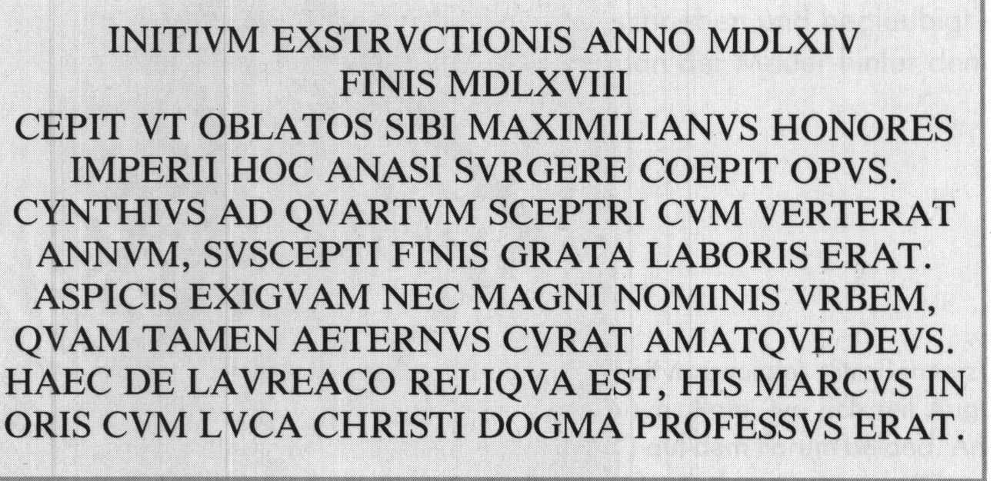 INITIVM EXSTRVCTIONIS ANNO MDLXIV
FINIS MDLXVIII
CEPIT VT OBLATOS SIBI MAXIMILIANVS HONORES
IMPERII HOC ANASI SVRGERE COEPIT OPVS.
CYNTHIVS AD QVARTVM SCEPTRI CVM VERTERAT
ANNVM, SVSCEPTI FINIS GRATA LABORIS ERAT.
ASPICIS EXIGVAM NEC MAGNI NOMINIS VRBEM,
QVAM TAMEN AETERNVS CVRAT AMATQVE DEVS.
HAEC DE LAVREACO RELIQVA EST, HIS MARCVS IN
ORIS CVM LVCA CHRISTI DOGMA PROFESSVS ERAT.